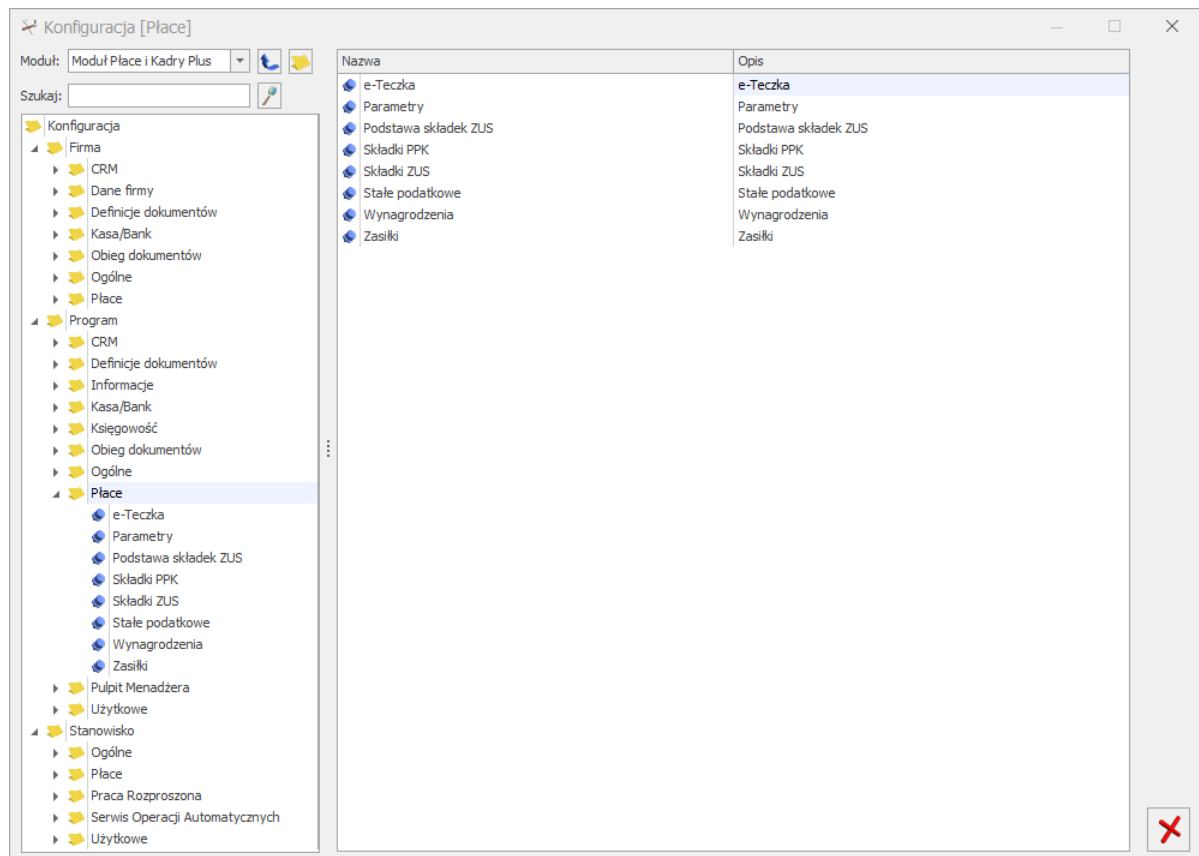 Konfiguracja [Płace]
Moduł: Moduł Płace i Kadry Plus
Szukaj:
Konfiguracja
Firma
CRM
Dane firmy
Definicje dokumentów
Kasa/Bank
Obieg dokumentów
Ogólne
Płace
Program
CRM
Definicje dokumentów
Informacje
Kasa/Bank
Księgowość
Obieg dokumentów
Ogólne
Płace
e-Teczka
Parametry
Podstawa składek ZUS
Składki PPK
Składki ZUS
Stałe podatkowe
Wynagrodzenia
Zasiłki
Pulpit Menadżera
Użytkowe
Stanowisko
Ogólne
Płace
Praca Rozproszona
Serwis Operacji Automatycznych
Użytkowe
Nazwa Opis
e-Teczka e-Teczka
Parametry Parametry
Podstawa składek ZUS Podstawa składek ZUS
Składki PPK Składki PPK
Składki ZUS Składki ZUS
Stałe podatkowe Stałe podatkowe
Wynagrodzenia Wynagrodzenia
Zasiłki Zasiłki